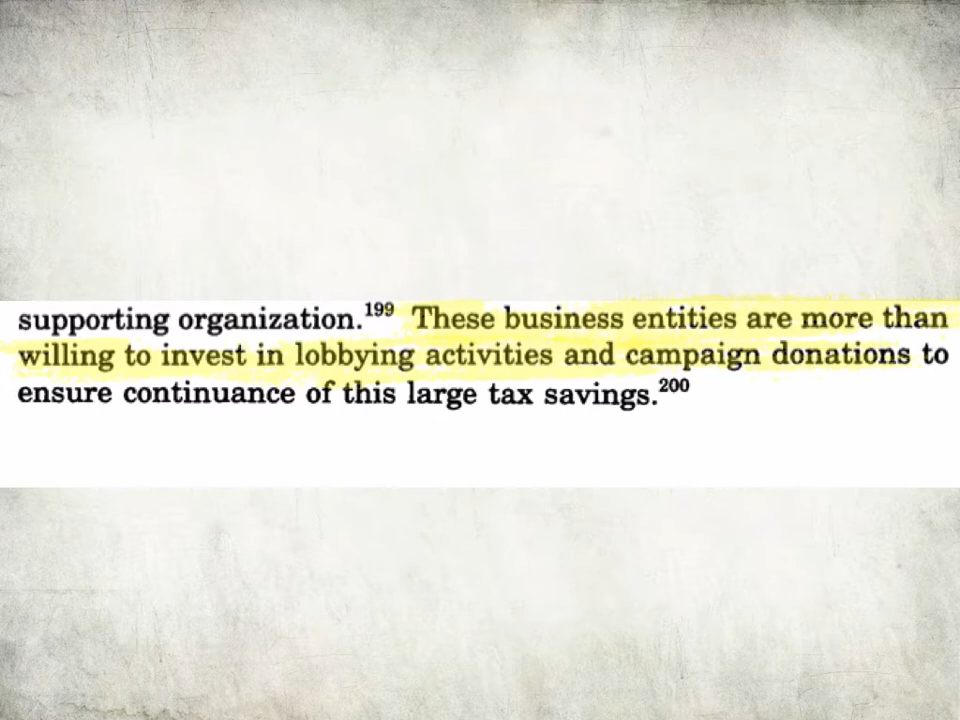 supporting organization.¹⁹⁹ These business entities are more than
willing to invest in lobbying activities and campaign donations to
ensure continuance of this large tax savings.²⁰⁰